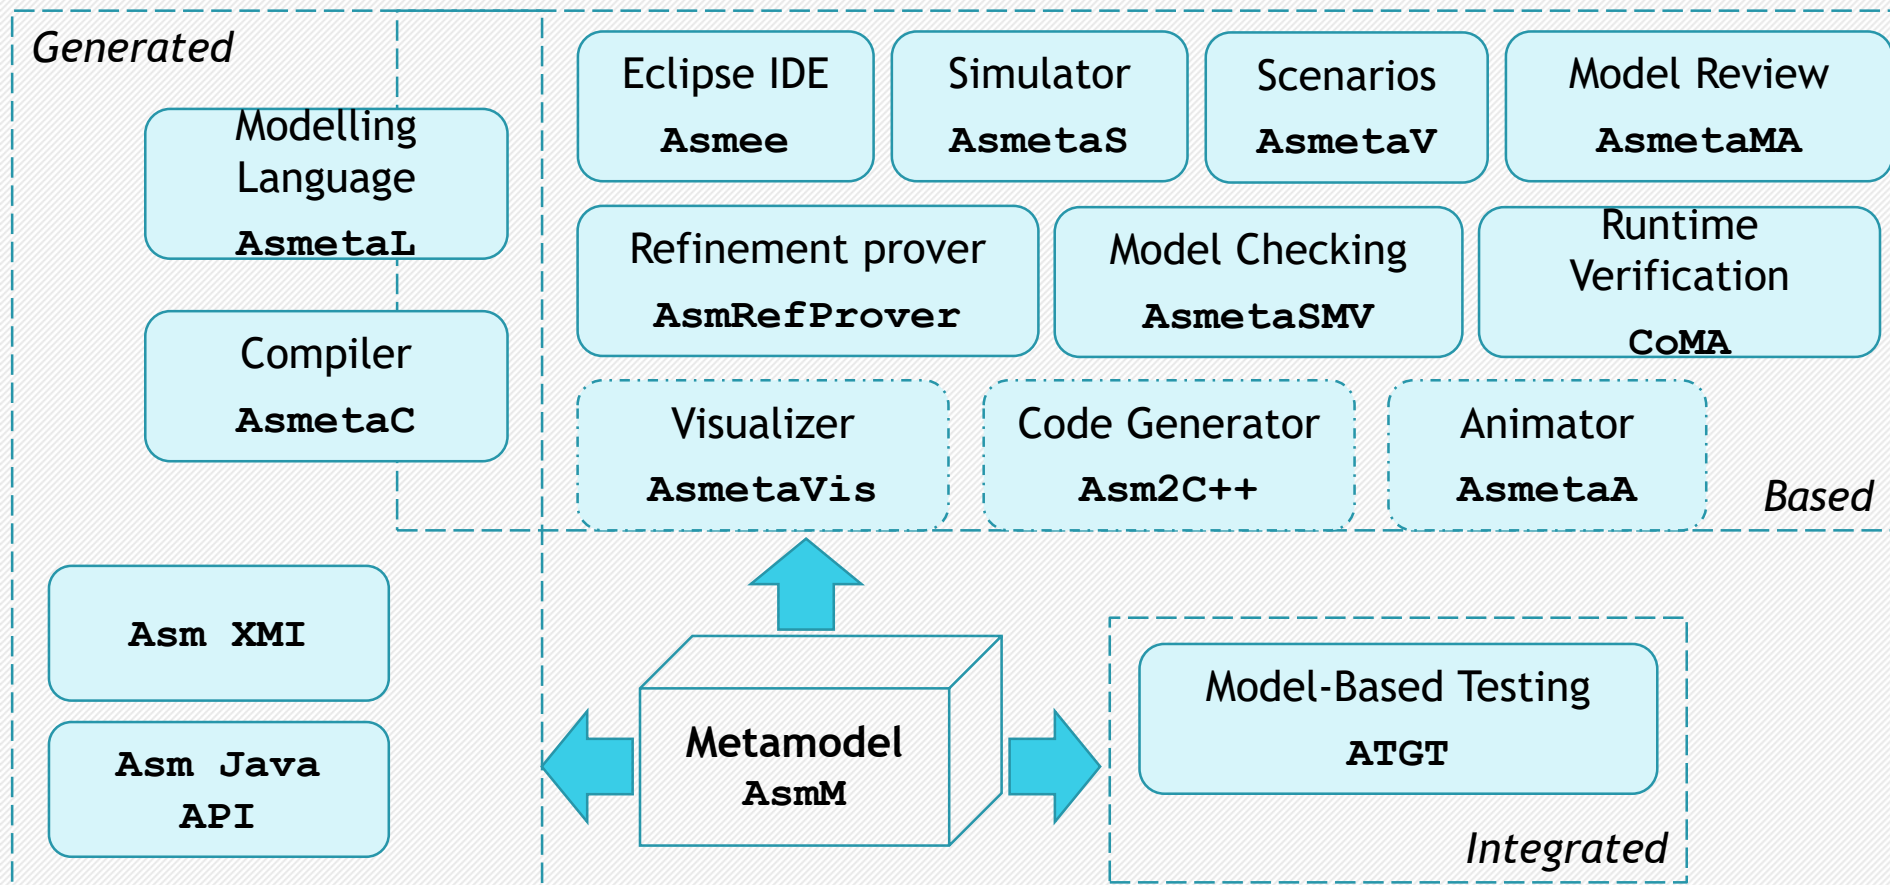 Generated
Modelling
Language
AsmetaL
Compiler
AsmetaC
Asm XMI
Asm Java
API
Eclipse IDE
Asmee
Simulator
AsmetaS
Scenarios
AsmetaV
Model Review
AsmetaMA
Refinement prover
AsmRefProver
Model Checking
AsmetaSMV
Runtime
Verification
CoMA
Visualizer
AsmetaVis
Code Generator
Asm2C++
Animator
AsmetaA
Based
Metamodel
AsmM
Model-Based Testing
ATGT
Integrated